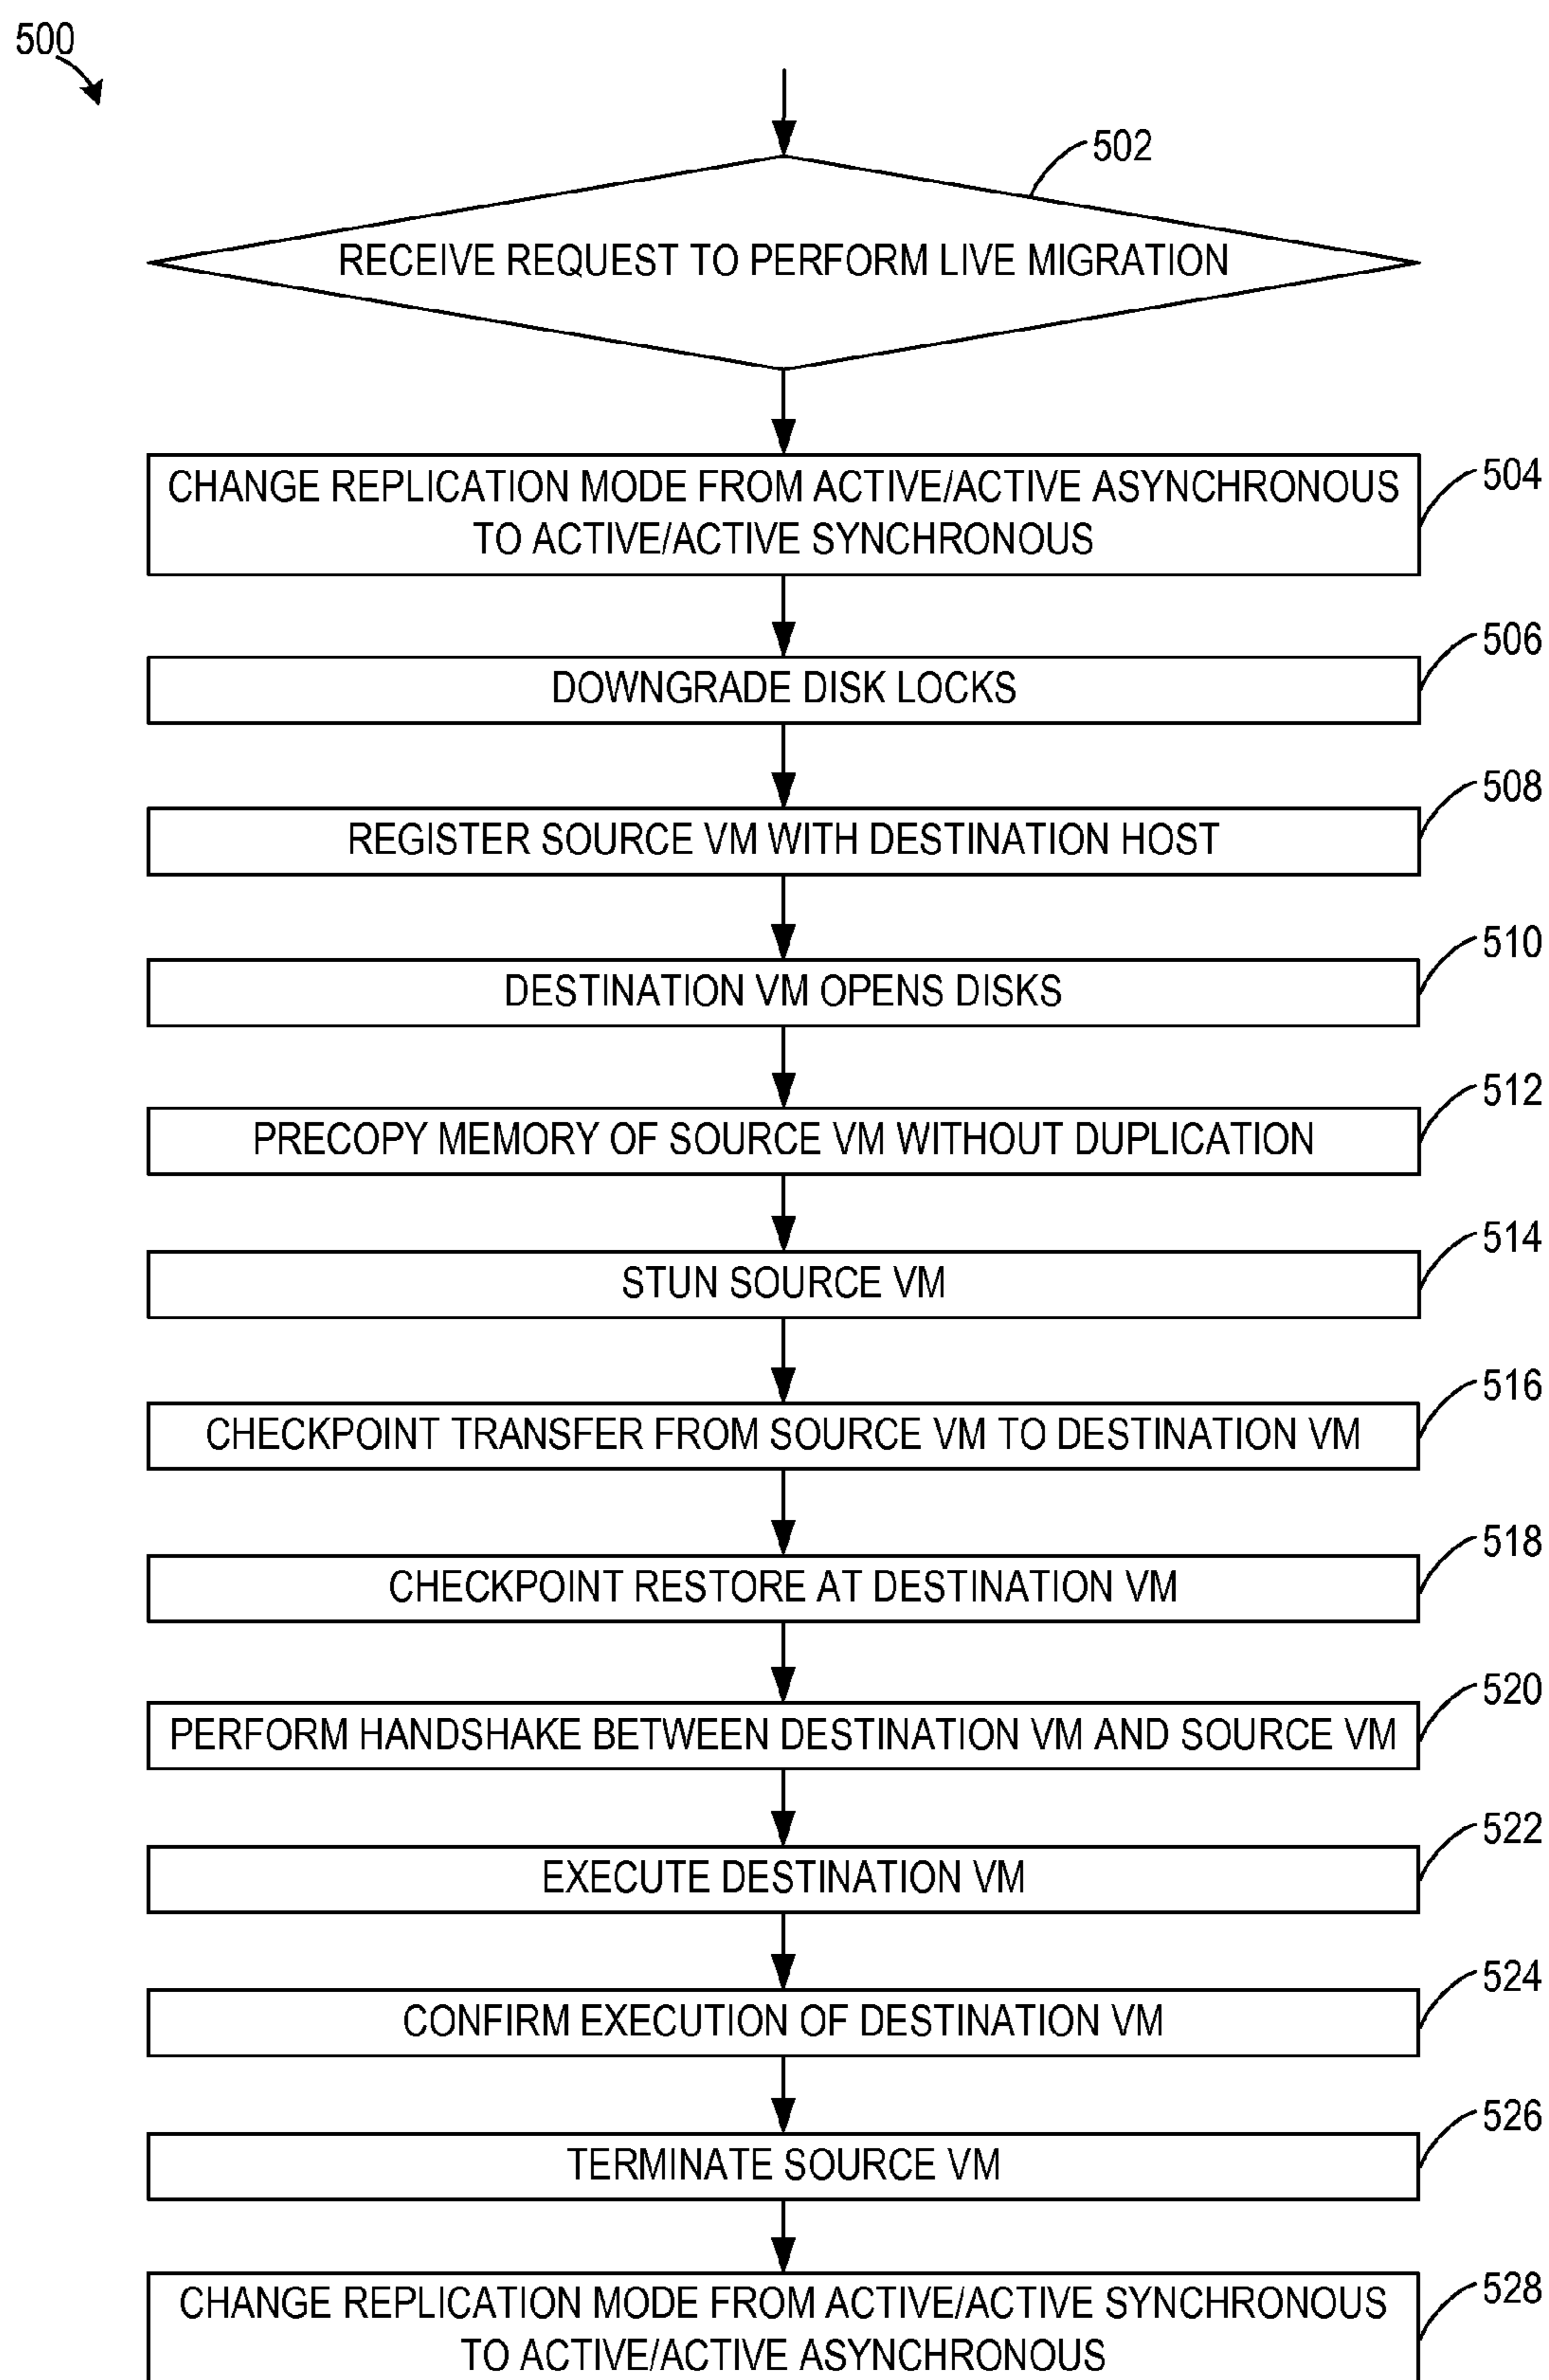 500
502
RECEIVE REQUEST TO PERFORM LIVE MIGRATION
504
CHANGE REPLICATION MODE FROM ACTIVE/ACTIVE ASYNCHRONOUS
TO ACTIVE/ACTIVE SYNCHRONOUS
506
DOWNGRADE DISK LOCKS
508
REGISTER SOURCE VM WITH DESTINATION HOST
510
DESTINATION VM OPENS DISKS
512
PRECOPY MEMORY OF SOURCE VM WITHOUT DUPLICATION
514
STUN SOURCE VM
516
CHECKPOINT TRANSFER FROM SOURCE VM TO DESTINATION VM
518
CHECKPOINT RESTORE AT DESTINATION VM
520
PERFORM HANDSHAKE BETWEEN DESTINATION VM AND SOURCE VM
522
EXECUTE DESTINATION VM
524
CONFIRM EXECUTION OF DESTINATION VM
526
TERMINATE SOURCE VM
528
CHANGE REPLICATION MODE FROM ACTIVE/ACTIVE SYNCHRONOUS
TO ACTIVE/ACTIVE ASYNCHRONOUS